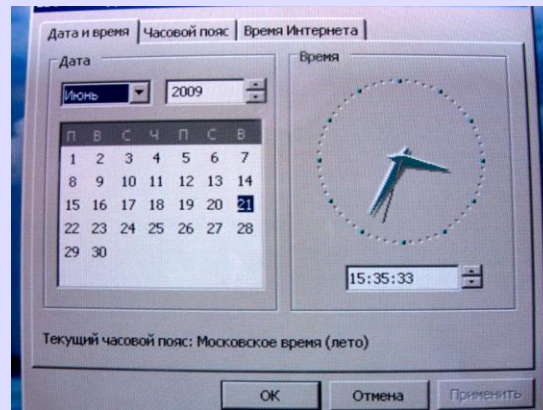 Дата и время Часовой пояс Время Интернета
Дата
Время
Июнь 2009
П В С Ч П С В
1 2 3 4 5 6 7
8 9 10 11 12 13 14
15 16 17 18 19 20 21
22 23 24 25 26 27 28
29 30
15:35:33
Текущий часовой пояс: Московское время (лето)
ОК Отмена Применить